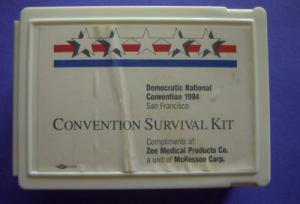 Democratic National
Convention 1984
San Francisco
CONVENTION SURVIVAL KIT
Compliments of:
Zee Medical Products Co.
a unit of McKesson Corp.